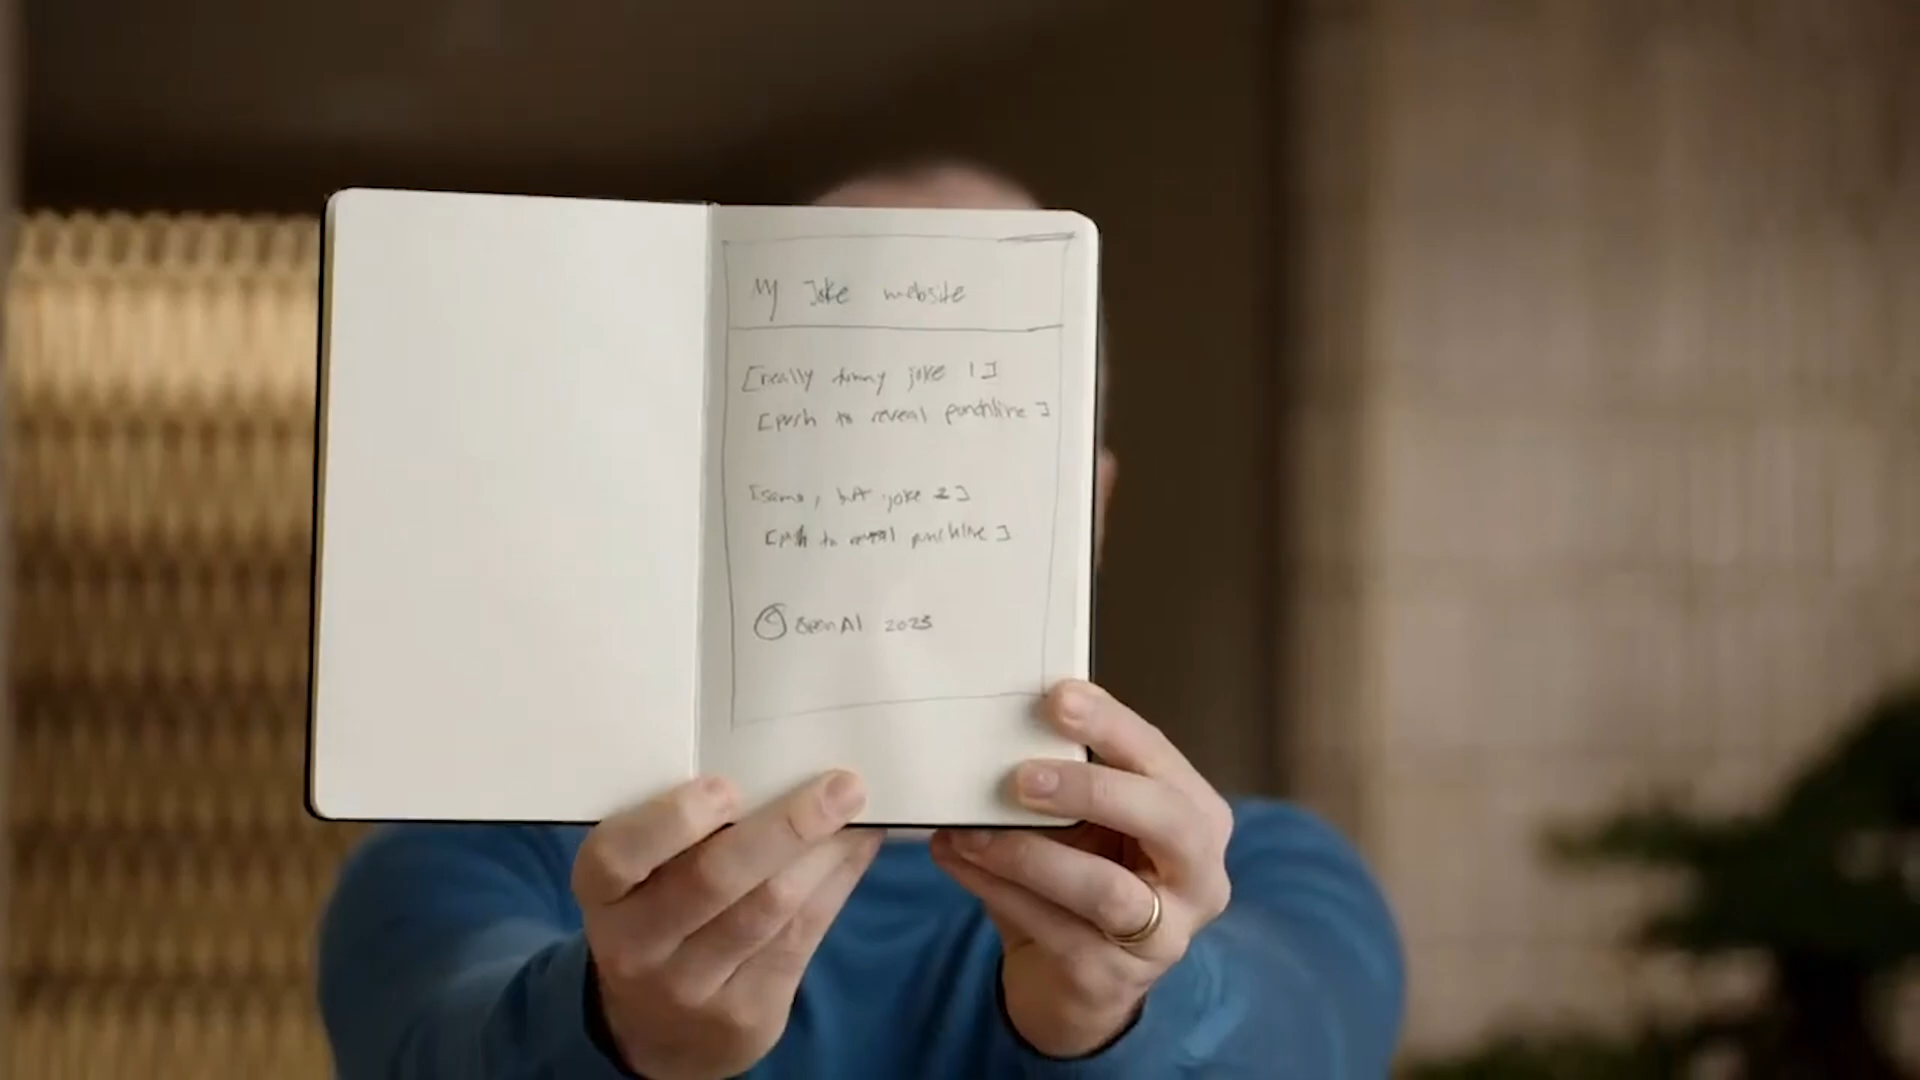 My Joke website
[really funny joke 1]
[push to reveal punchline]
[same, but joke 2]
[push to reveal punchline]
© OpenAI 2023